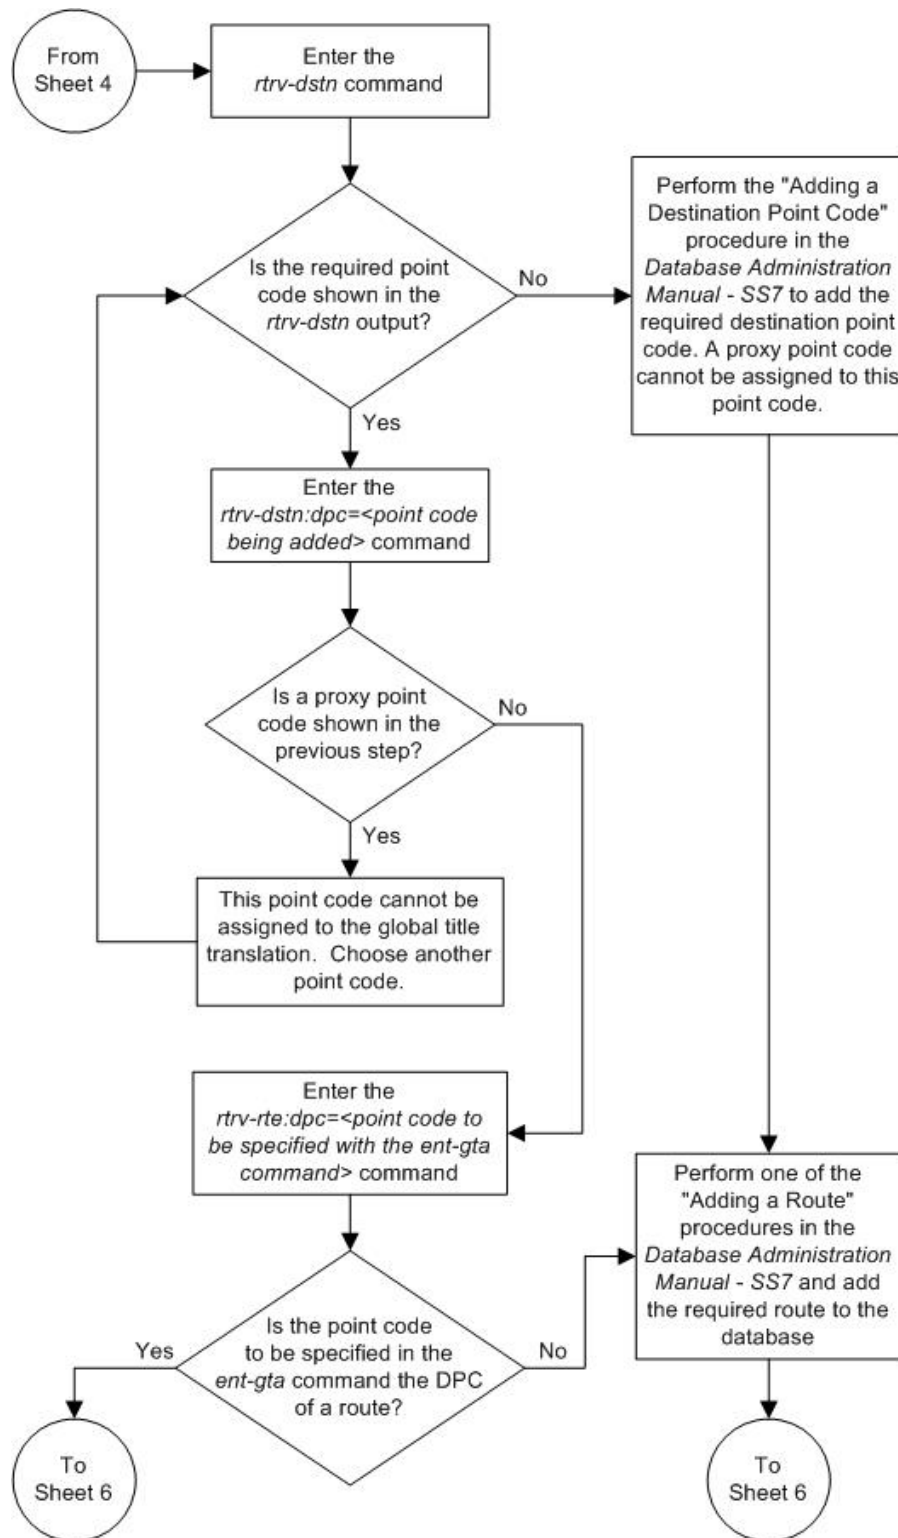 From
Sheet 4
Enter the
rtrv-dstn command
Is the required point
code shown in the
rtrv-dstn output?
No
Perform the "Adding a
Destination Point Code"
procedure in the
Database Administration
Manual - SS7 to add the
required destination point
code. A proxy point code
cannot be assigned to this
point code.
Yes
Enter the
rtrv-dstn:dpc=<point code
being added> command
Is a proxy point
code shown in the
previous step?
No
Yes
This point code cannot be
assigned to the global title
translation.  Choose another
point code.
Enter the
rtrv-rte:dpc=<point code to
be specified with the ent-gta
command> command
Perform one of the
"Adding a Route"
procedures in the
Database Administration
Manual - SS7 and add
the required route to the
database
Is the point code
to be specified in the
ent-gta command the DPC
of a route?
Yes
No
To
Sheet 6
To
Sheet 6